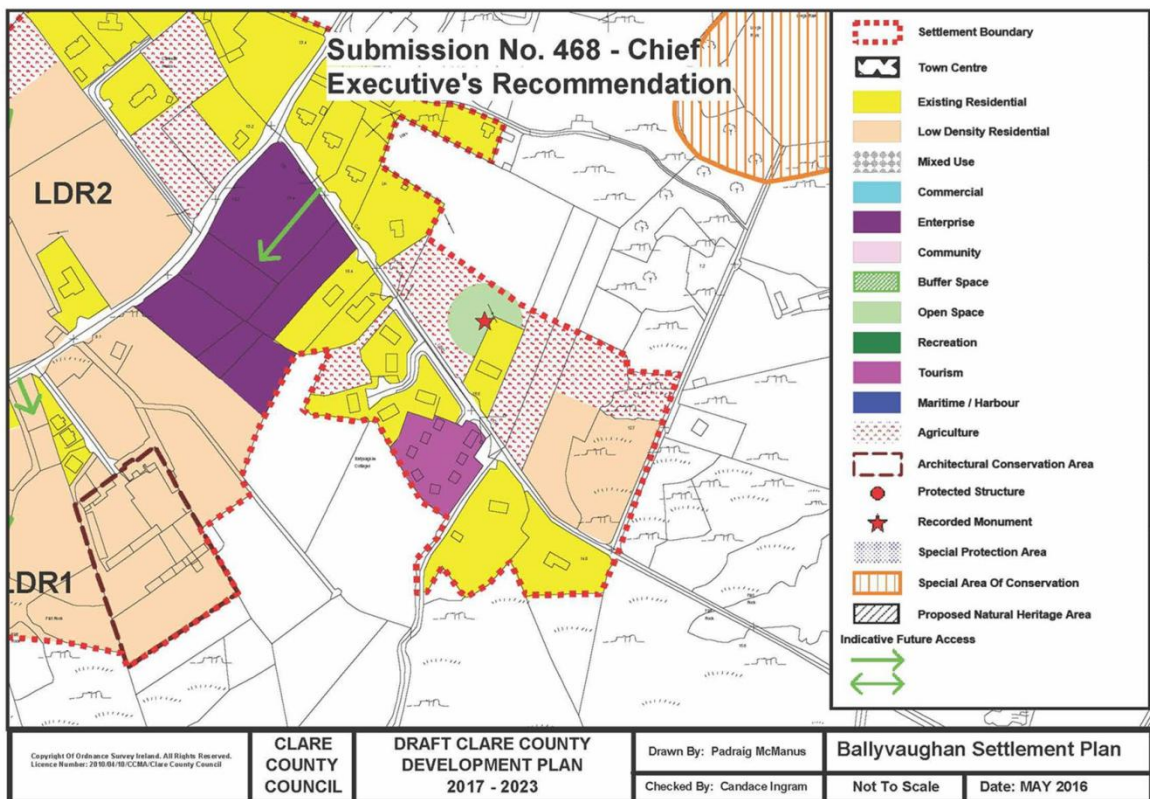 Submission No. 468 - Chief
Executive's Recommendation
LDR2
LDR1
Settlement Boundary
Town Centre
Existing Residential
Low Density Residential
Mixed Use
Commercial
Enterprise
Community
Buffer Space
Open Space
Recreation
Tourism
Maritime / Harbour
Agriculture
Architectural Conservation Area
Protected Structure
Recorded Monument
Special Protection Area
Special Area Of Conservation
Proposed Natural Heritage Area
Indicative Future Access
Copyright Of Ordnance Survey Ireland. All Rights Reserved.
Licence Number: 2010/04/10/CCMA/Clare County Council
CLARE
COUNTY
COUNCIL
DRAFT CLARE COUNTY
DEVELOPMENT PLAN
2017 - 2023
Drawn By: Padraig McManus
Checked By: Candace Ingram
Ballyvaughan Settlement Plan
Not To Scale
Date: MAY 2016